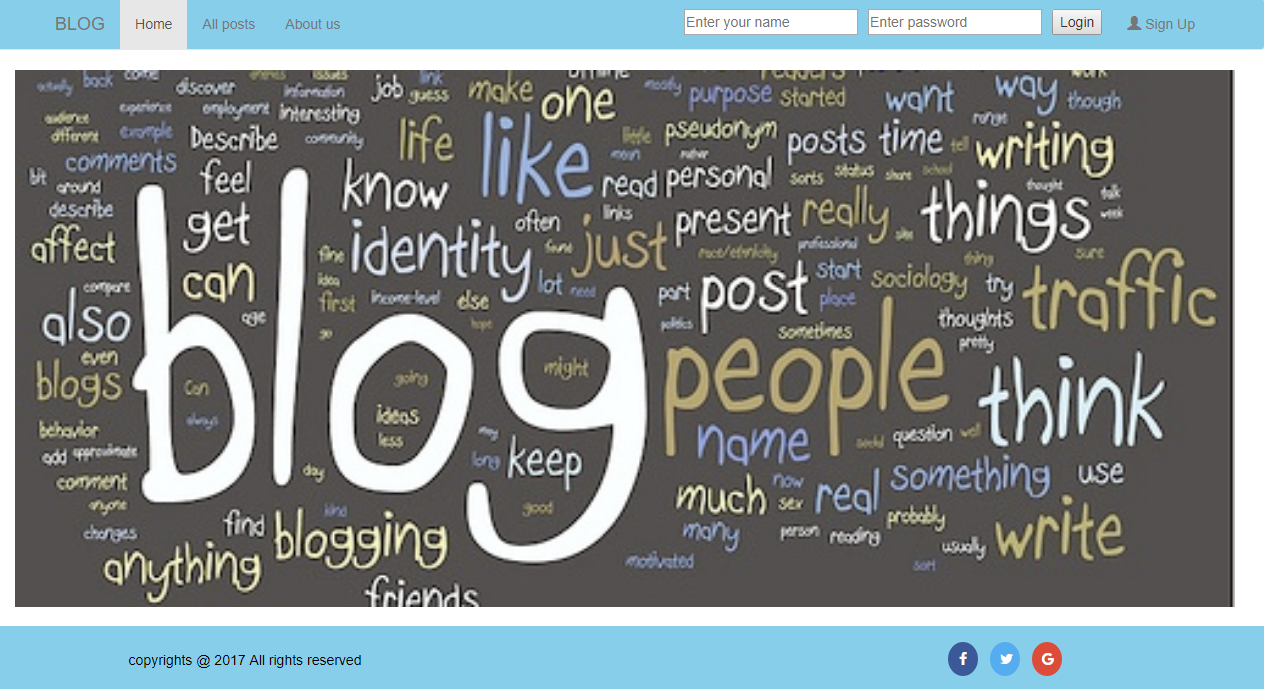 BLOG Home All posts About us Enter your name Enter password Login Sign Up
actually back come discover entries issues information job link guess make offline one mostly purpose readers started want way work though
audience experience employment interesting different example Describe community life like little mean pseudonym rather posts time tell range writing
comments bit around feel know read personal sorts status share school thought talk
describe get often links present really site things week
affect can fine identity found just race/ethnicity professional thing sure
compare idea lot need start sociology try traffic
also age first income-level else part post place
go hope politics sometimes thoughts pretty
even blog people
blogs Can going might think
always ideas
behavior less may name social question well
add approximate day long keep something use
comment anyone kind good much now sex real probably write
changes find blogging many person reading usually
anything motivated sort
friends
copyrights @ 2017 All rights reserved f G